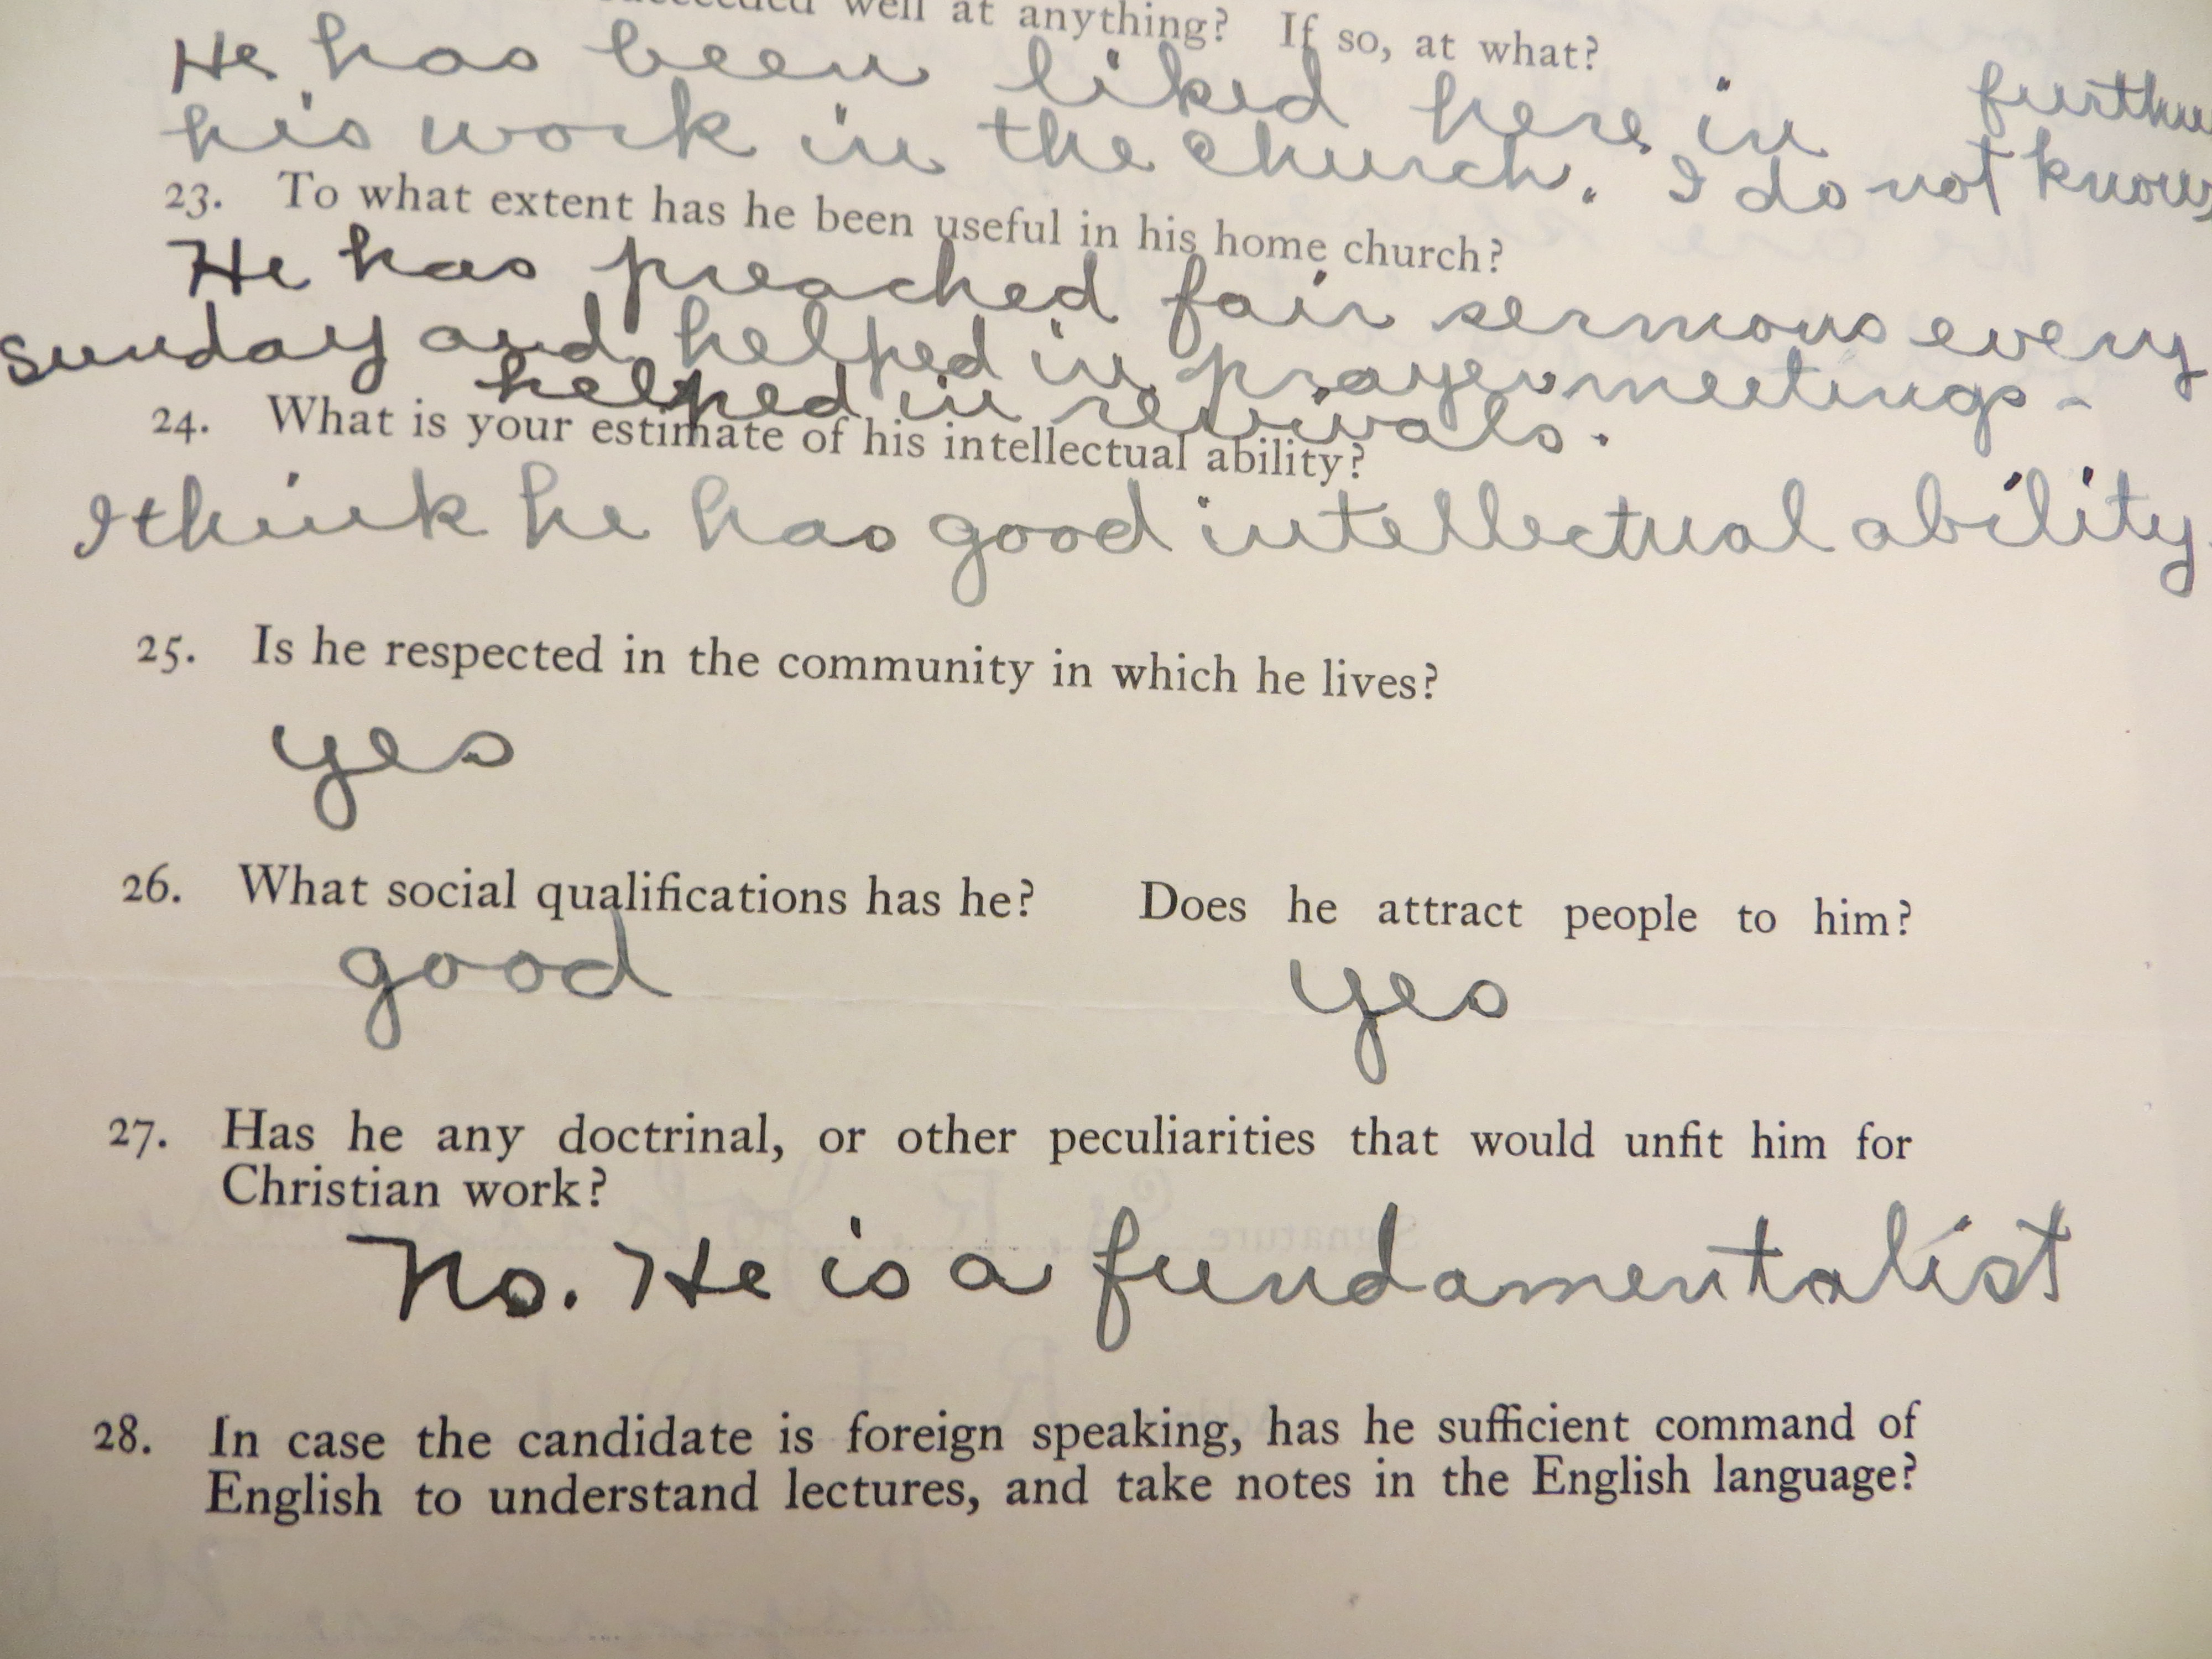 well at anything? If so, at what?
He has been liked here in further
his work in the church. I do not know
23. To what extent has he been useful in his home church?
He has preached fair sermons every
Sunday and helped in prayer meetings -
helped in revivals.
24. What is your estimate of his intellectual ability?
I think he has good intellectual ability.
25. Is he respected in the community in which he lives?
yes
26. What social qualifications has he? Does he attract people to him?
good yes
27. Has he any doctrinal, or other peculiarities that would unfit him for
Christian work?
No. He is a fundamentalist
28. In case the candidate is foreign speaking, has he sufficient command of
English to understand lectures, and take notes in the English language?